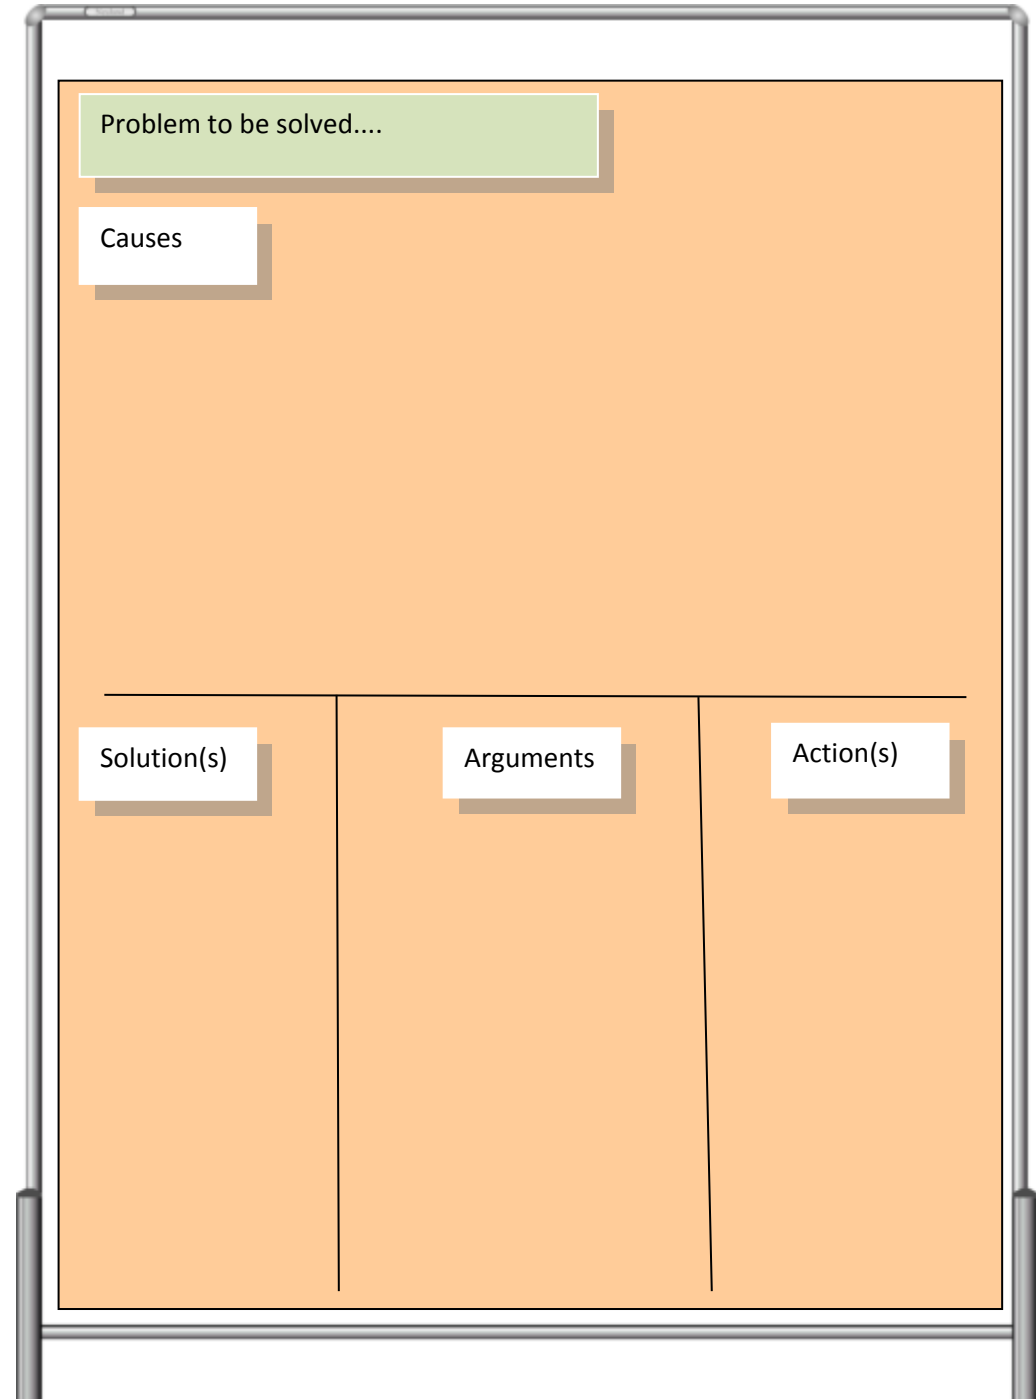 Problem to be solved....
Causes
Solution(s)
Arguments
Action(s)